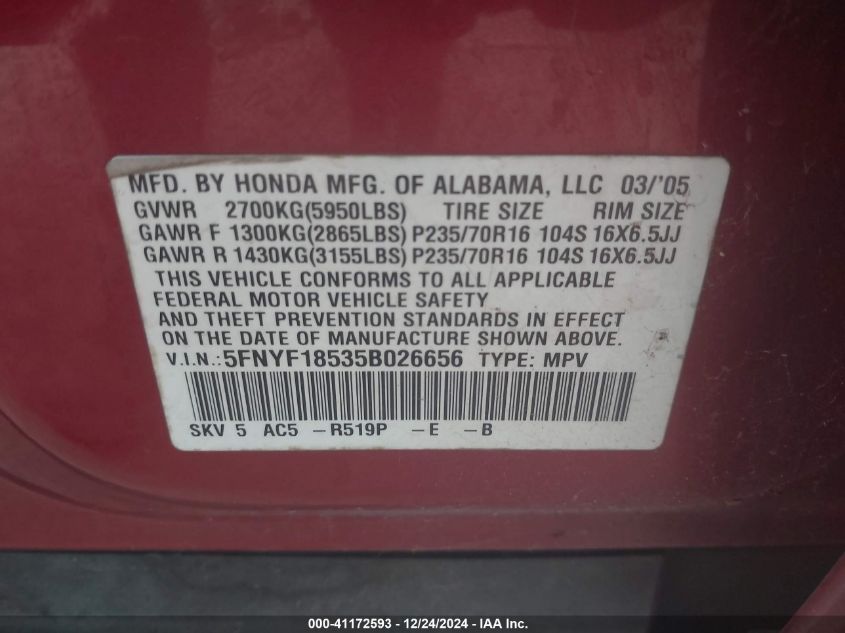 MFD. BY HONDA MFG. OF ALABAMA, LLC 03/'05
GVWR 2700KG(5950LBS) TIRE SIZE RIM SIZE
GAWR F 1300KG(2865LBS) P235/70R16 104S 16X6.5JJ
GAWR R 1430KG(3155LBS) P235/70R16 104S 16X6.5JJ
THIS VEHICLE CONFORMS TO ALL APPLICABLE
FEDERAL MOTOR VEHICLE SAFETY
AND THEFT PREVENTION STANDARDS IN EFFECT
ON THE DATE OF MANUFACTURE SHOWN ABOVE.
V.I.N.:5FNYF18535B026656 TYPE: MPV
SKV 5 AC5 -R519P -E -B
000-41172593 - 12/24/2024 - IAA Inc.